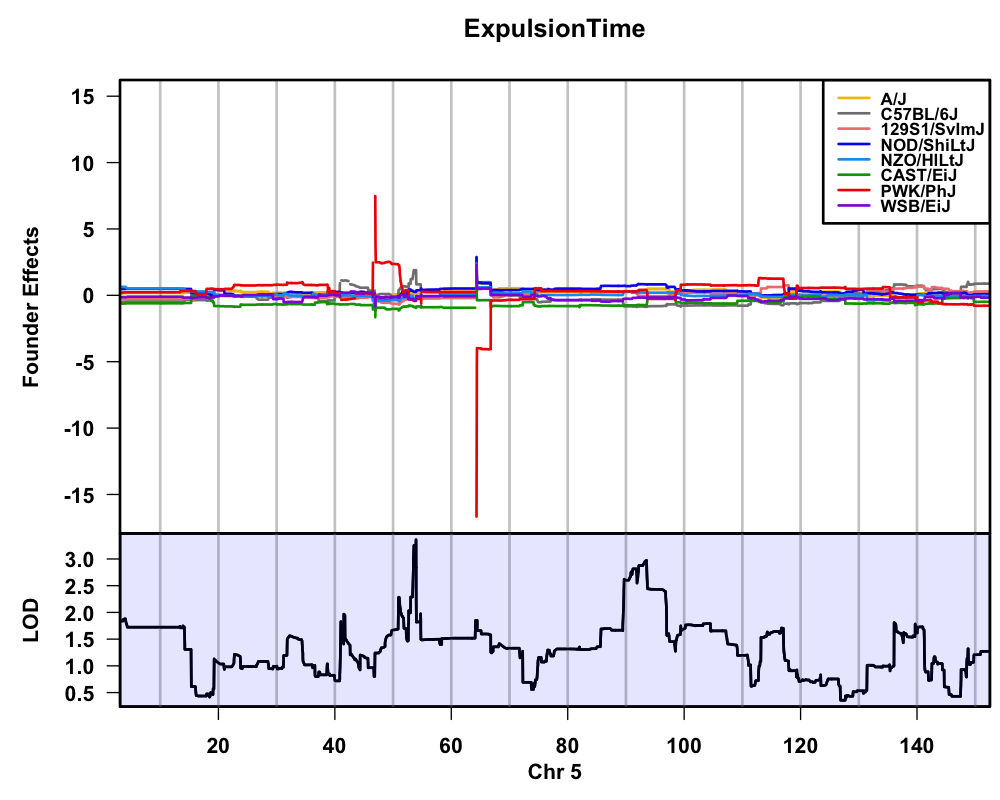 ExpulsionTime
15
10
5
0
-5
-10
-15
Founder Effects
A/J
C57BL/6J
129S1/SvImJ
NOD/ShiLtJ
NZO/HlLtJ
CAST/EiJ
PWK/PhJ
WSB/EiJ
3.0
2.5
2.0
1.5
1.0
0.5
LOD
20 40 60 80 100 120 140
Chr 5